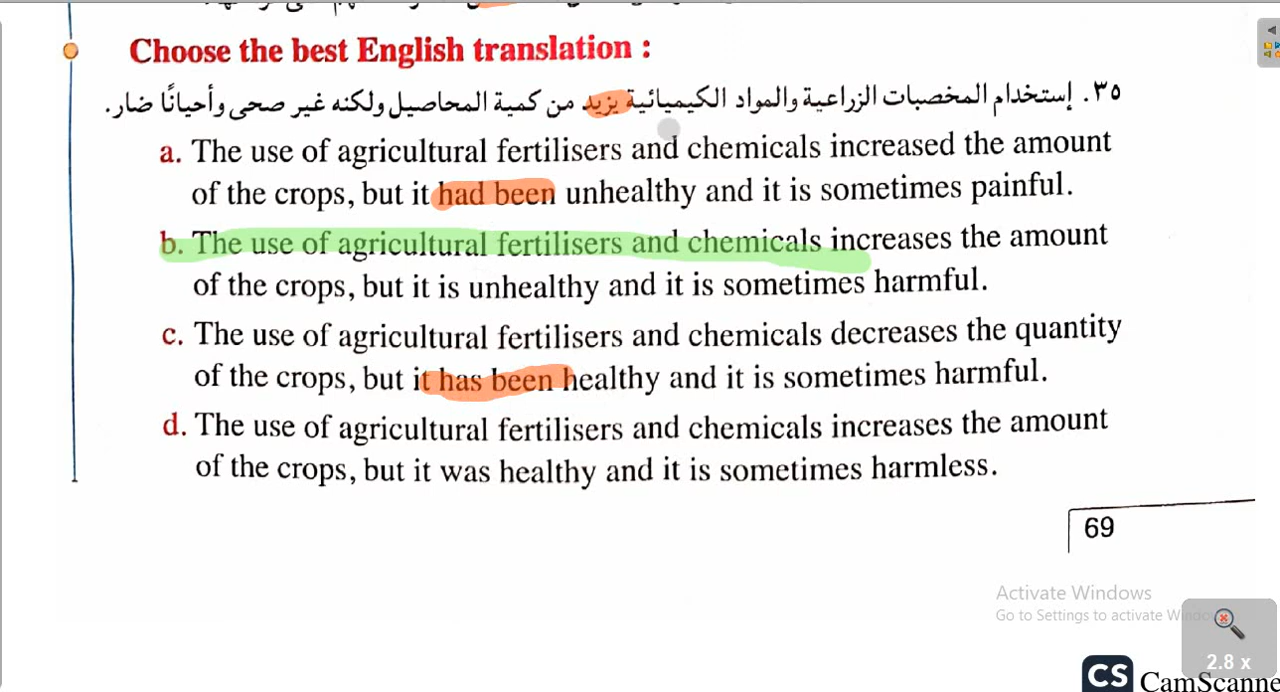 Choose the best English translation :
٣٥. إستخدام المخصبات الزراعية والمواد الكيميائية يزيد من كمية المحاصيل ولكنه غير صحى وأحيانًا ضار.
a. The use of agricultural fertilisers and chemicals increased the amount
of the crops, but it had been unhealthy and it is sometimes painful.
b. The use of agricultural fertilisers and chemicals increases the amount
of the crops, but it is unhealthy and it is sometimes harmful.
c. The use of agricultural fertilisers and chemicals decreases the quantity
of the crops, but it has been healthy and it is sometimes harmful.
d. The use of agricultural fertilisers and chemicals increases the amount
of the crops, but it was healthy and it is sometimes harmless.
69
Activate Windows
Go to Settings to activate
2.8 x
CS CamScanne